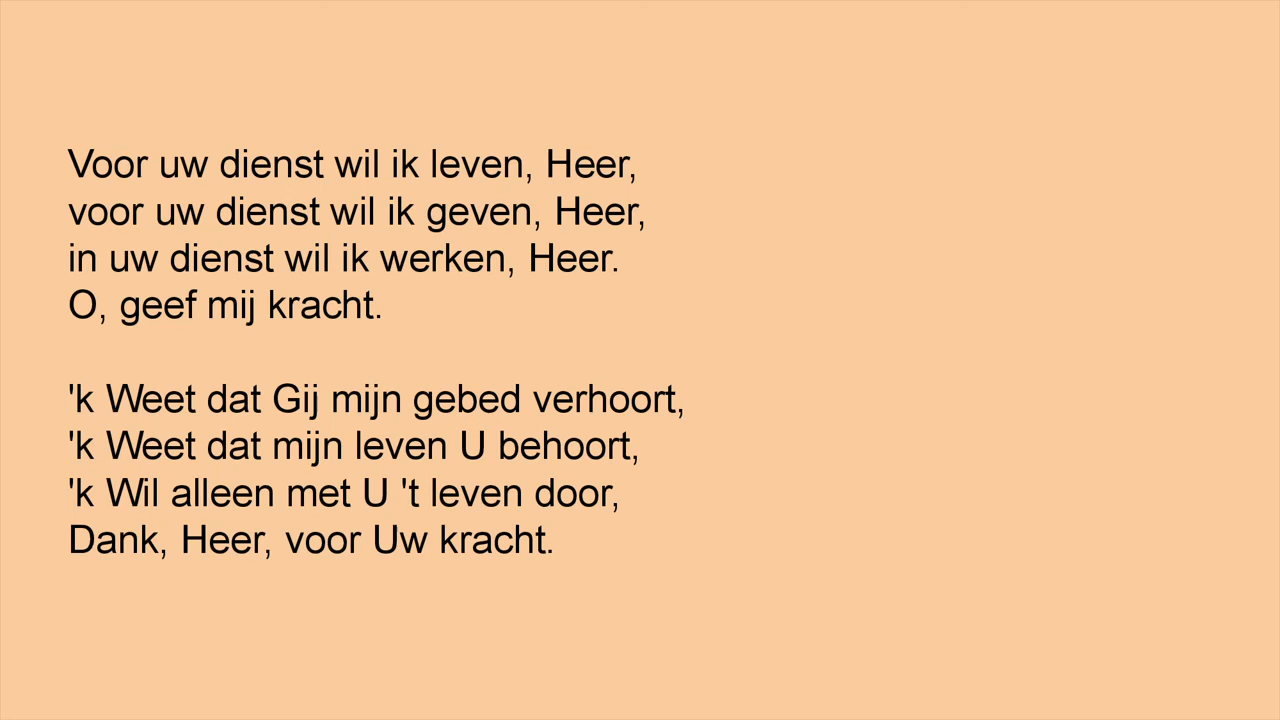 Voor uw dienst wil ik leven, Heer,
voor uw dienst wil ik geven, Heer,
in uw dienst wil ik werken, Heer.
O, geef mij kracht.
'k Weet dat Gij mijn gebed verhoort,
'k Weet dat mijn leven U behoort,
'k Wil alleen met U 't leven door,
Dank, Heer, voor Uw kracht.